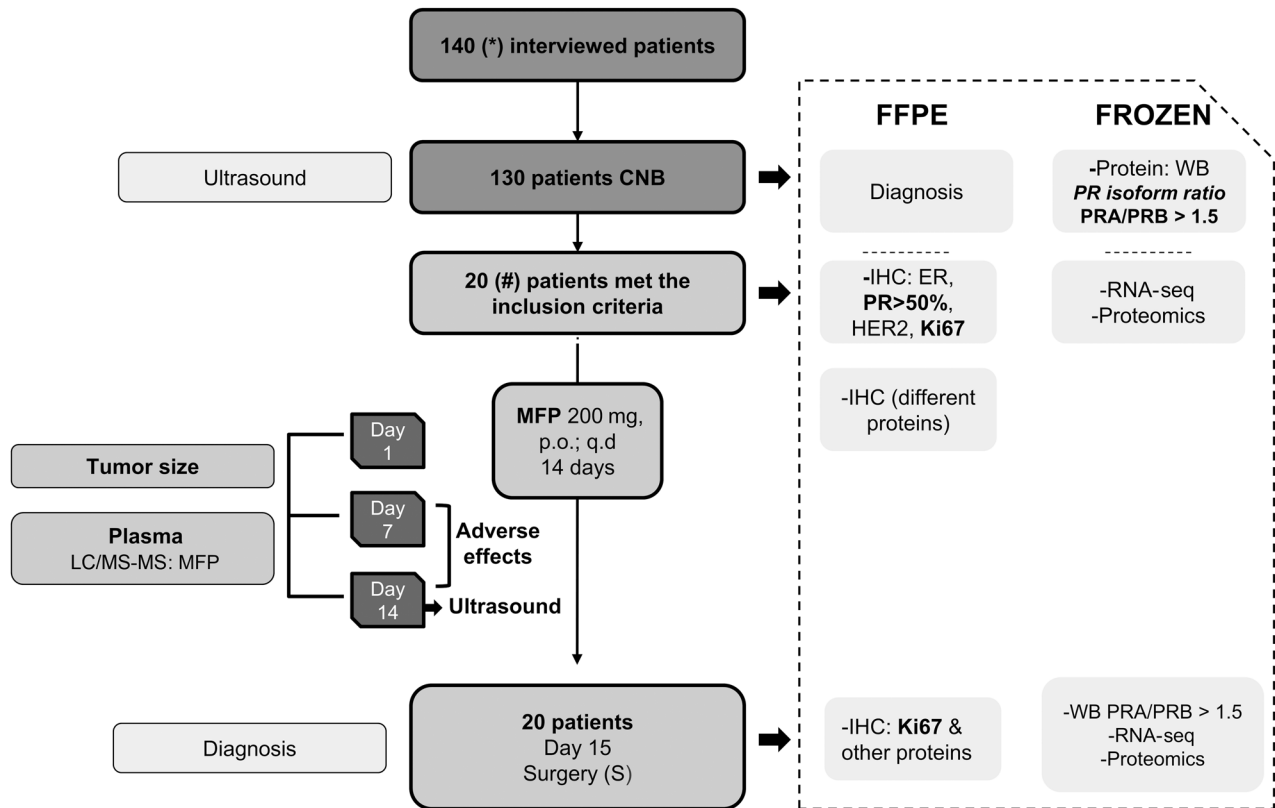 140 (*) interviewed patients
FFPE
FROZEN
Ultrasound
130 patients CNB
Diagnosis
-Protein: WB
PR isoform ratio
PRA/PRB > 1.5
20 (#) patients met the
inclusion criteria
-IHC: ER,
PR>50%,
HER2, Ki67
-RNA-seq
-Proteomics
-IHC (different
proteins)
MFP 200 mg,
p.o.; q.d
14 days
Tumor size
Plasma
LC/MS-MS: MFP
Day
1
Day
7
Day
14
Adverse
effects
Ultrasound
Diagnosis
20 patients
Day 15
Surgery (S)
-IHC: Ki67 &
other proteins
-WB PRA/PRB > 1.5
-RNA-seq
-Proteomics